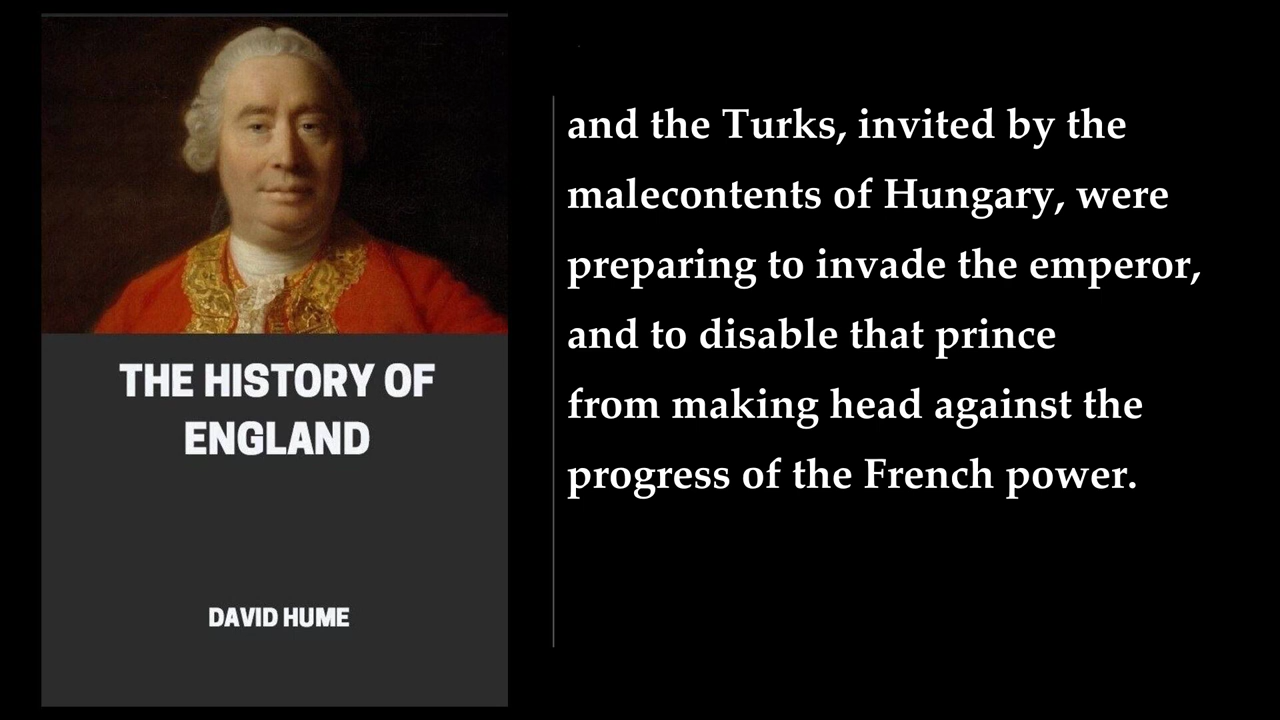 THE HISTORY OF
ENGLAND
DAVID HUME
and the Turks, invited by the
malecontents of Hungary, were
preparing to invade the emperor,
and to disable that prince
from making head against the
progress of the French power.